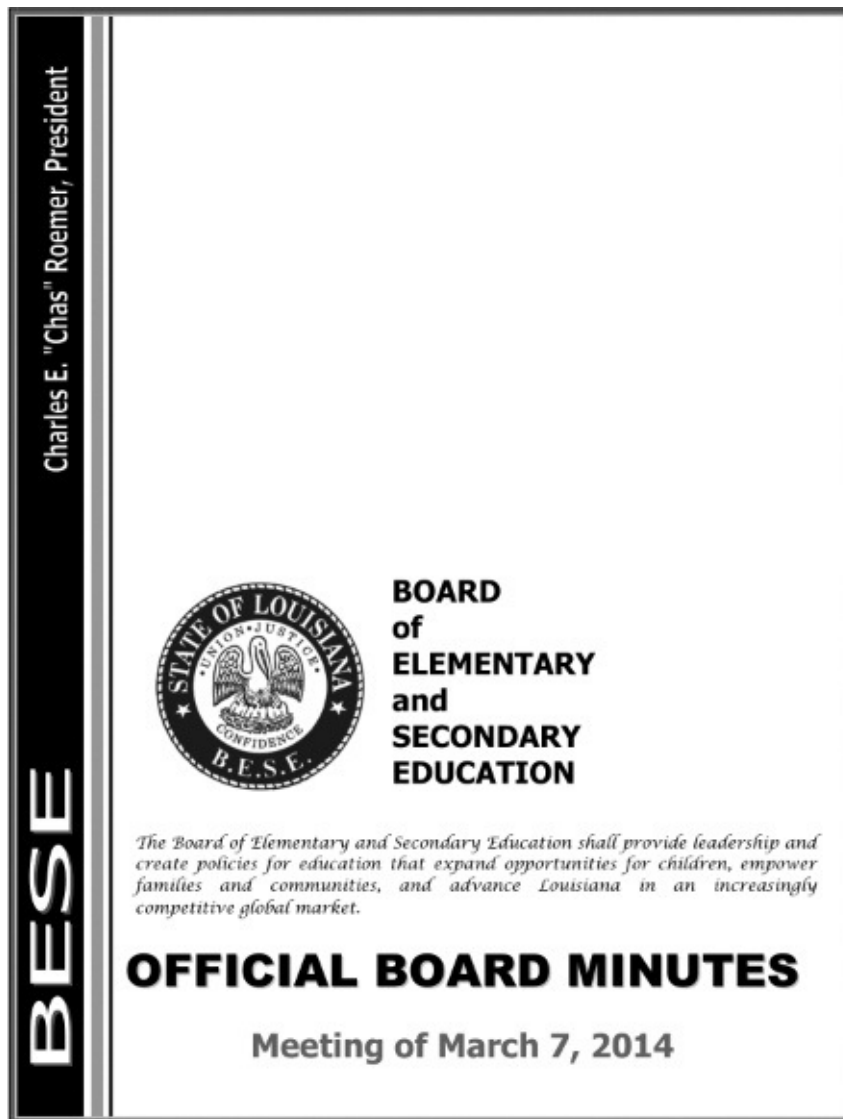 Charles E. "Chas" Roemer, President
BESE
STATE OF LOUISIANA
UNION • JUSTICE
CONFIDENCE
B.E.S.E.
BOARD
of
ELEMENTARY
and
SECONDARY
EDUCATION
The Board of Elementary and Secondary Education shall provide leadership and
create policies for education that expand opportunities for children, empower
families and communities, and advance Louisiana in an increasingly
competitive global market.
OFFICIAL BOARD MINUTES
Meeting of March 7, 2014